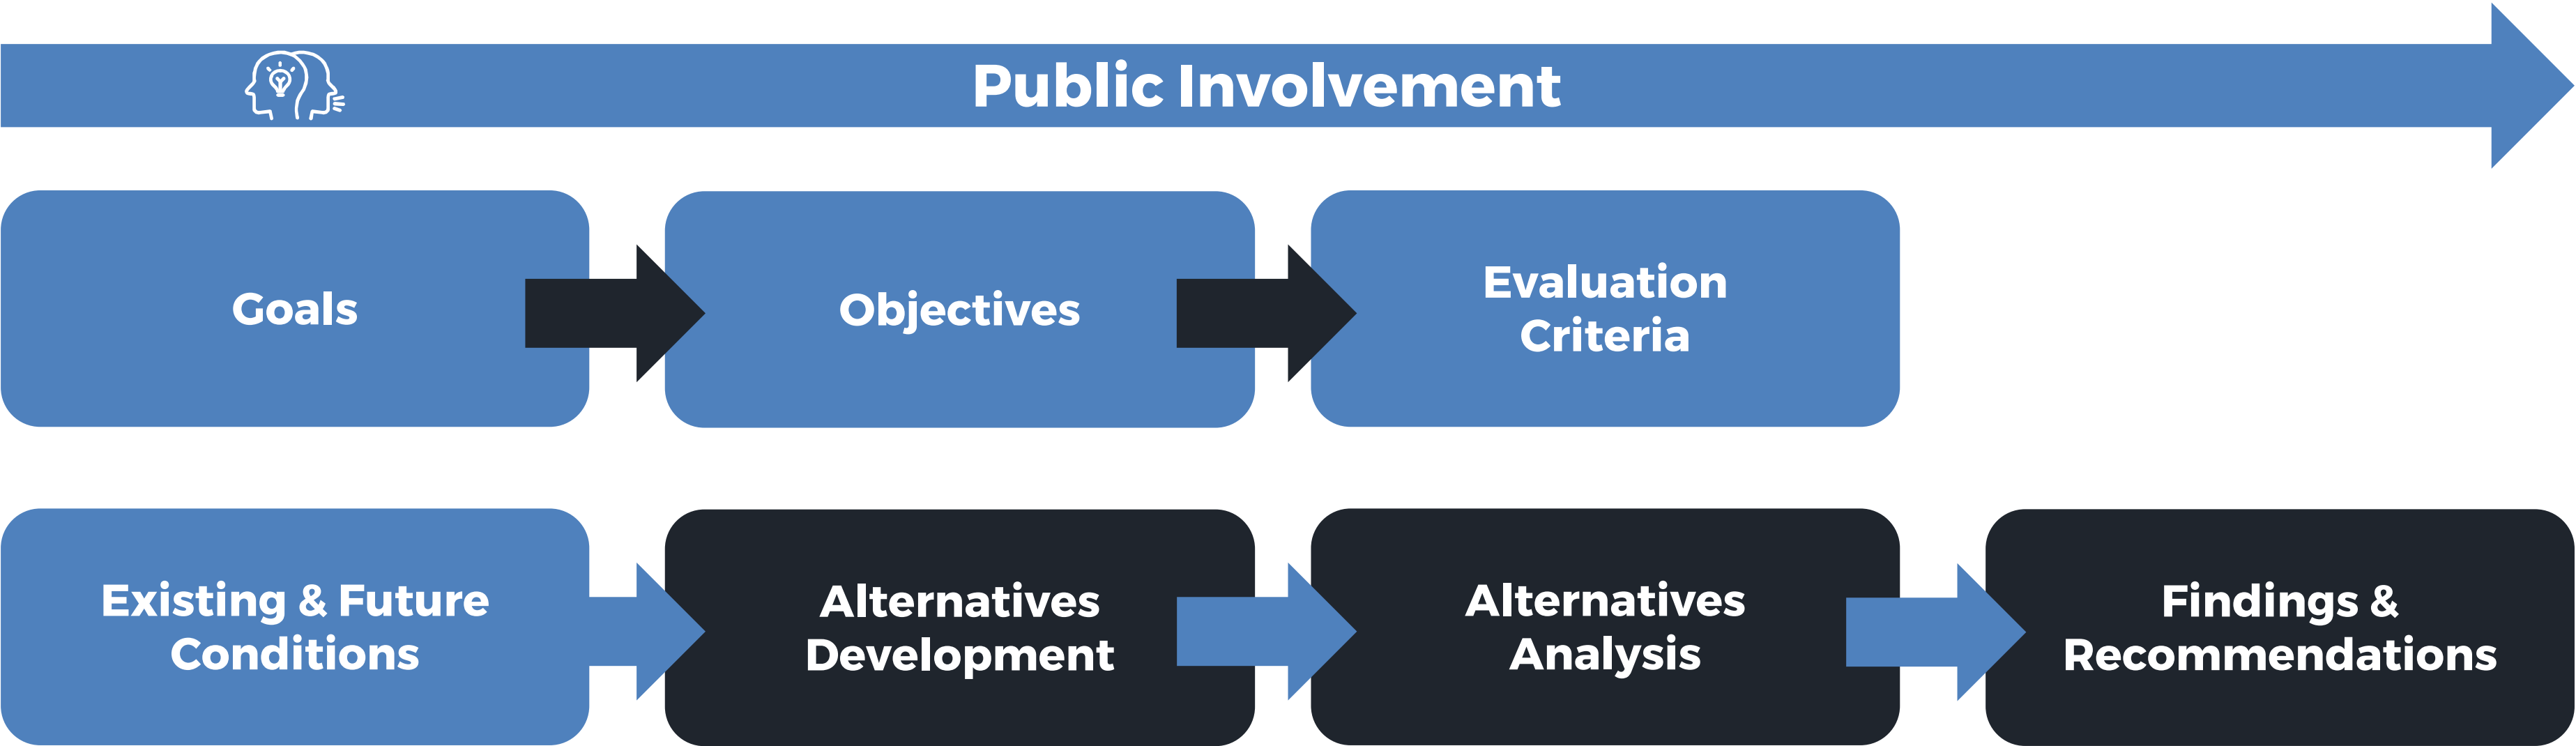 Public Involvement
Goals
Objectives
Evaluation
Criteria
Existing & Future
Conditions
Alternatives
Development
Alternatives
Analysis
Findings &
Recommendations